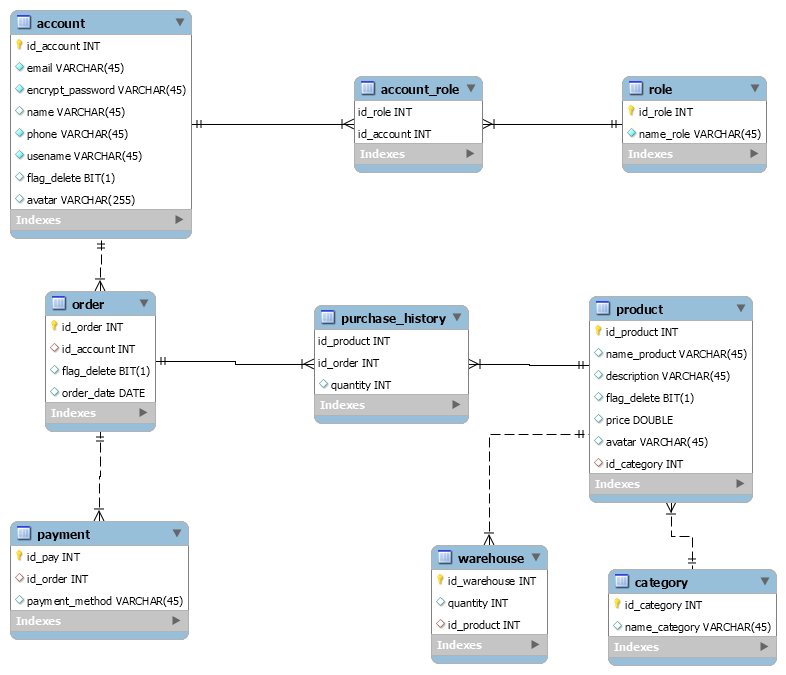 account
id_account INT
email VARCHAR(45)
encrypt_password VARCHAR(45)
name VARCHAR(45)
phone VARCHAR(45)
usename VARCHAR(45)
flag_delete BIT(1)
avatar VARCHAR(255)
Indexes
account_role
id_role INT
id_account INT
Indexes
role
id_role INT
name_role VARCHAR(45)
Indexes
order
id_order INT
id_account INT
flag_delete BIT(1)
order_date DATE
Indexes
purchase_history
id_product INT
id_order INT
quantity INT
Indexes
product
id_product INT
name_product VARCHAR(45)
description VARCHAR(45)
flag_delete BIT(1)
price DOUBLE
avatar VARCHAR(45)
id_category INT
Indexes
payment
id_pay INT
id_order INT
payment_method VARCHAR(45)
Indexes
warehouse
id_warehouse INT
quantity INT
id_product INT
Indexes
category
id_category INT
name_category VARCHAR(45)
Indexes